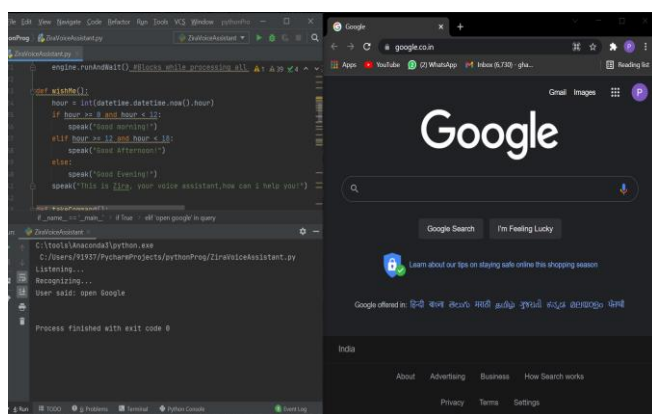 File Edit View Navigate Code Refactor Run Tools VCS Window pythonPro
onProg ZiraVoiceAssistant.py ZiraVoiceAssistant
ZiraVoiceAssistant.py
engine.runAndWait() #Blocks while processing all
def wishMe():
hour = int(datetime.datetime.now().hour)
if hour >= 0 and hour < 12:
speak("Good morning!")
elif hour >= 12 and hour < 18:
speak("Good Afternoon!")
else:
speak("Good Evening!")
speak("This is Zira, your voice assistant,how can i help you!")
def takeCommand():
if __name__ == '__main__' › if True › elif 'open google' in query
ZiraVoiceAssistant
C:\tools\Anaconda3\python.exe
C:/Users/91937/PycharmProjects/pythonProg/ZiraVoiceAssistant.py
Listening...
Recognizing...
User said: open Google
Process finished with exit code 0
Run TODO Problems Terminal Python Console Event Log
Google
google.co.in
Apps YouTube (2) WhatsApp Inbox (6,730) - gha... Reading list
Gmail Images P
Google
Google Search I'm Feeling Lucky
Learn about our tips on staying safe online this shopping season
Google offered in: हिन्दी বাংলা తెలుగు मराठी தமிழ் ગુજરાતી ಕನ್ನಡ മലയാളം ਪੰਜਾਬੀ
India
About Advertising Business How Search works
Privacy Terms Settings